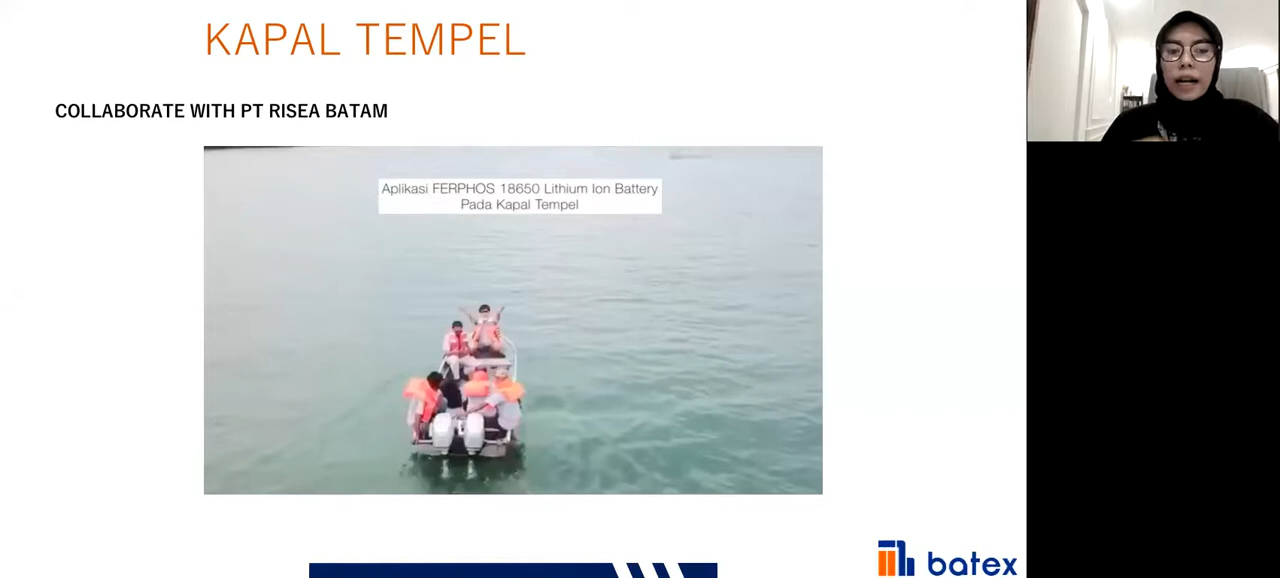 KAPAL TEMPEL
COLLABORATE WITH PT RISEA BATAM
Aplikasi FERPHOS 18650 Lithium Ion Battery
Pada Kapal Tempel
batex